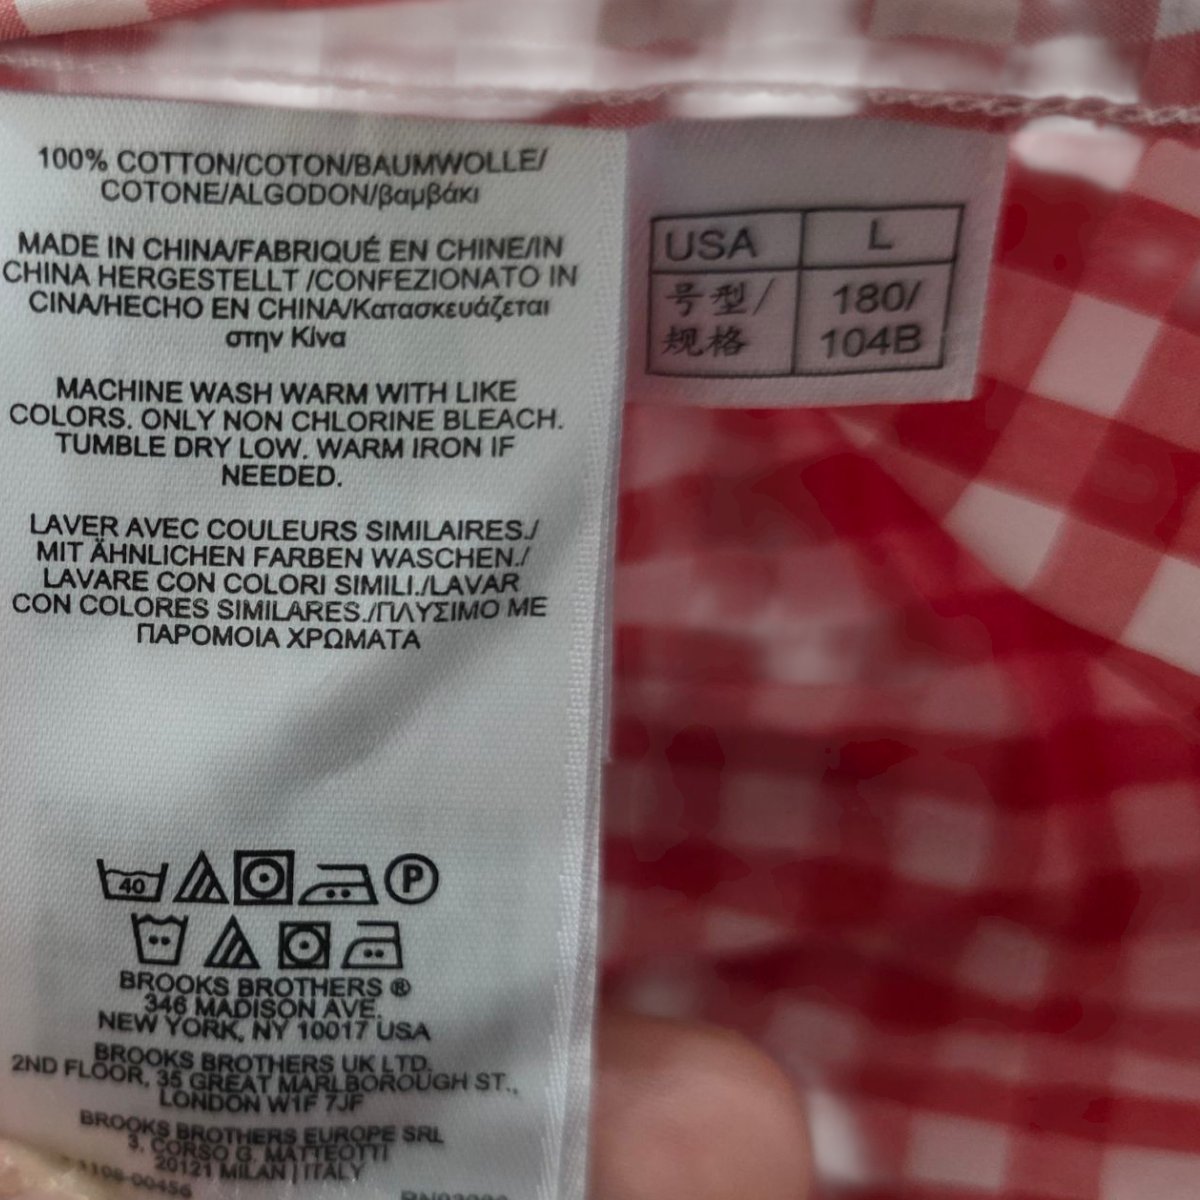 100% COTTON/COTON/BAUMWOLLE/
COTONE/ALGODON/βαμβάκι
MADE IN CHINA/FABRIQUÉ EN CHINE/IN
CHINA HERGESTELLT /CONFEZIONATO IN
CINA/HECHO EN CHINA/Κατασκευάζεται
στην Κίνα
MACHINE WASH WARM WITH LIKE
COLORS. ONLY NON CHLORINE BLEACH.
TUMBLE DRY LOW. WARM IRON IF
NEEDED.
LAVER AVEC COULEURS SIMILAIRES./
MIT ÄHNLICHEN FARBEN WASCHEN./
LAVARE CON COLORI SIMILI./LAVAR
CON COLORES SIMILARES./ΠΛΥΣΙΜΟ ΜΕ
ΠΑΡΟΜΟΙΑ ΧΡΩΜΑΤΑ
40
P
BROOKS BROTHERS ®
346 MADISON AVE.
NEW YORK, NY 10017 USA
BROOKS BROTHERS UK LTD.
2ND FLOOR, 35 GREAT MARLBOROUGH ST.,
LONDON W1F 7JF
BROOKS BROTHERS EUROPE SRL
3, CORSO G. MATTEOTTI
20121 MILAN | ITALY
USA L
号型/ 180/
规格 104B